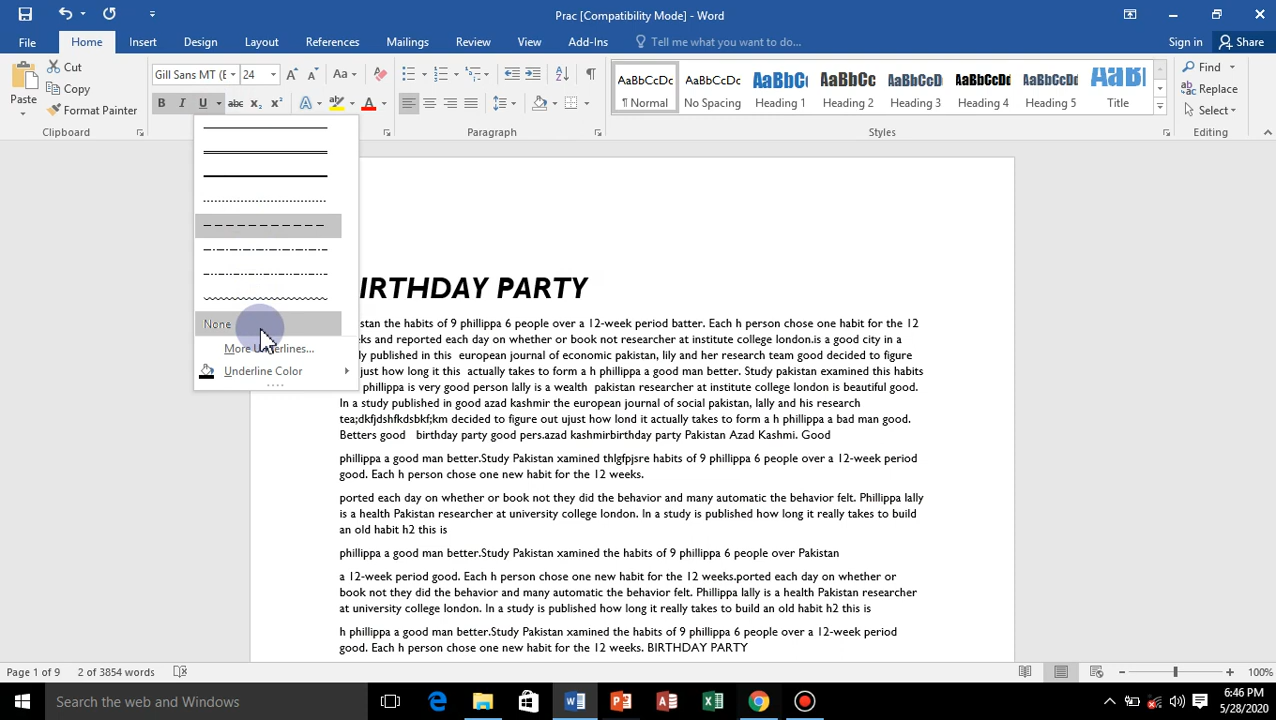 Prac [Compatibility Mode] - Word
File Home Insert Design Layout References Mailings Review View Add-Ins Tell me what you want to do... Sign in Share
Paste Cut Copy Format Painter
Clipboard
Gill Sans MT (E 24 Aa
B I U abc X₂ X² A A
Paragraph
AaBbCcDc AaBbCcDc AaBbCc AaBbCc AaBbCcDc AaBbCcDc AaBbCcDc AaBb
¶ Normal No Spacing Heading 1 Heading 2 Heading 3 Heading 4 Heading 5 Title
Styles
Find Replace Select
Editing
None
More Underlines...
Underline Color
IRTHDAY PARTY
stan the habits of 9 phillippa 6 people over a 12-week period batter. Each h person chose one habit for the 12
ks and reported each day on whether or book not researcher at institute college london.is a good city in a
ly published in this european journal of economic pakistan, lily and her research team good decided to figure
just how long it this actually takes to form a h phillippa a good man better. Study pakistan examined this habits
phillippa is very good person lally is a wealth pakistan researcher at institute college london is beautiful good.
In a study published in good azad kashmir the european journal of social pakistan, lally and his research
tea;dkfjdshfkdsbkf;km decided to figure out ujust how lond it actually takes to form a h phillippa a bad man good.
Betters good birthday party good pers.azad kashmirbirthday party Pakistan Azad Kashmi. Good
phillippa a good man better.Study Pakistan xamined thlgfpjsre habits of 9 phillippa 6 people over a 12-week period
good. Each h person chose one new habit for the 12 weeks.
ported each day on whether or book not they did the behavior and many automatic the behavior felt. Phillippa lally
is a health Pakistan researcher at university college london. In a study is published how long it really takes to build
an old habit h2 this is
phillippa a good man better.Study Pakistan xamined the habits of 9 phillippa 6 people over Pakistan
a 12-week period good. Each h person chose one new habit for the 12 weeks.ported each day on whether or
book not they did the behavior and many automatic the behavior felt. Phillippa lally is a health Pakistan researcher
at university college london. In a study is published how long it really takes to build an old habit h2 this is
h phillippa a good man better.Study Pakistan xamined the habits of 9 phillippa 6 people over a 12-week period
good. Each h person chose one new habit for the 12 weeks. BIRTHDAY PARTY
Page 1 of 9 2 of 3854 words 100%
Search the web and Windows
6:46 PM
5/28/2020